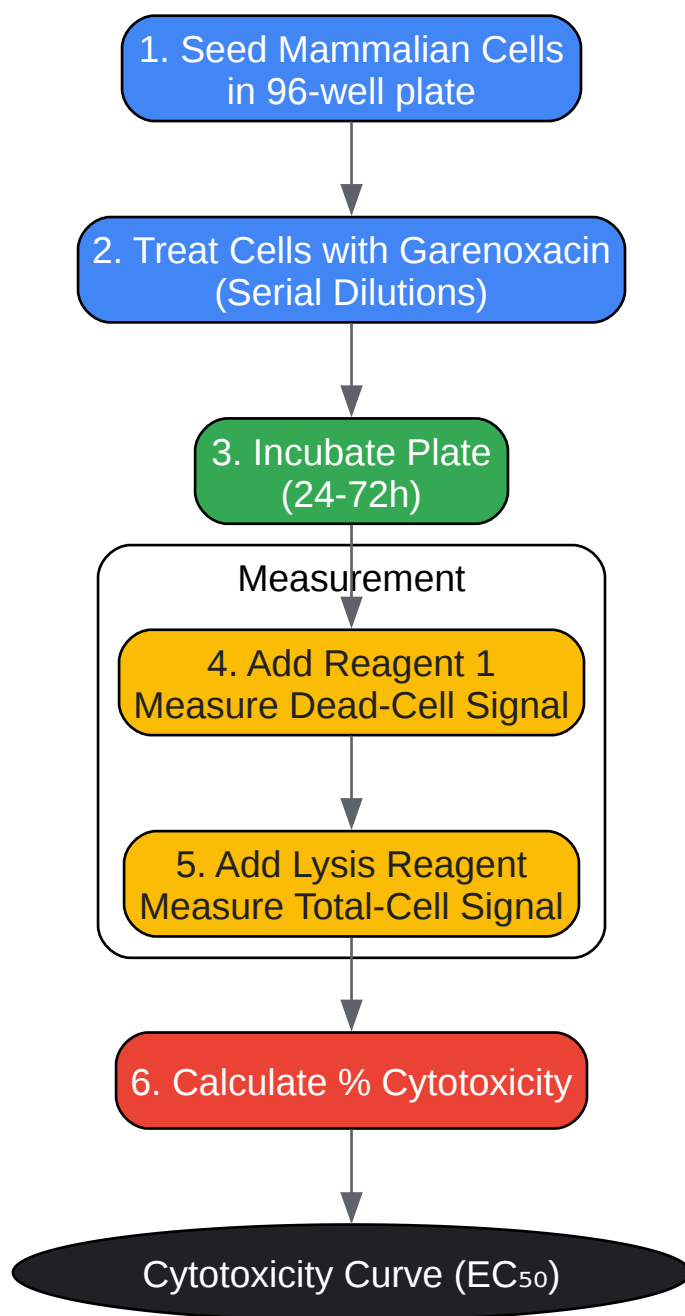 1. Seed Mammalian Cells
in 96-well plate
2. Treat Cells with Garenoxacin
(Serial Dilutions)
3. Incubate Plate
(24-72h)
Measurement
4. Add Reagent 1
Measure Dead-Cell Signal
5. Add Lysis Reagent
Measure Total-Cell Signal
6. Calculate % Cytotoxicity
Cytotoxicity Curve (EC₅₀)